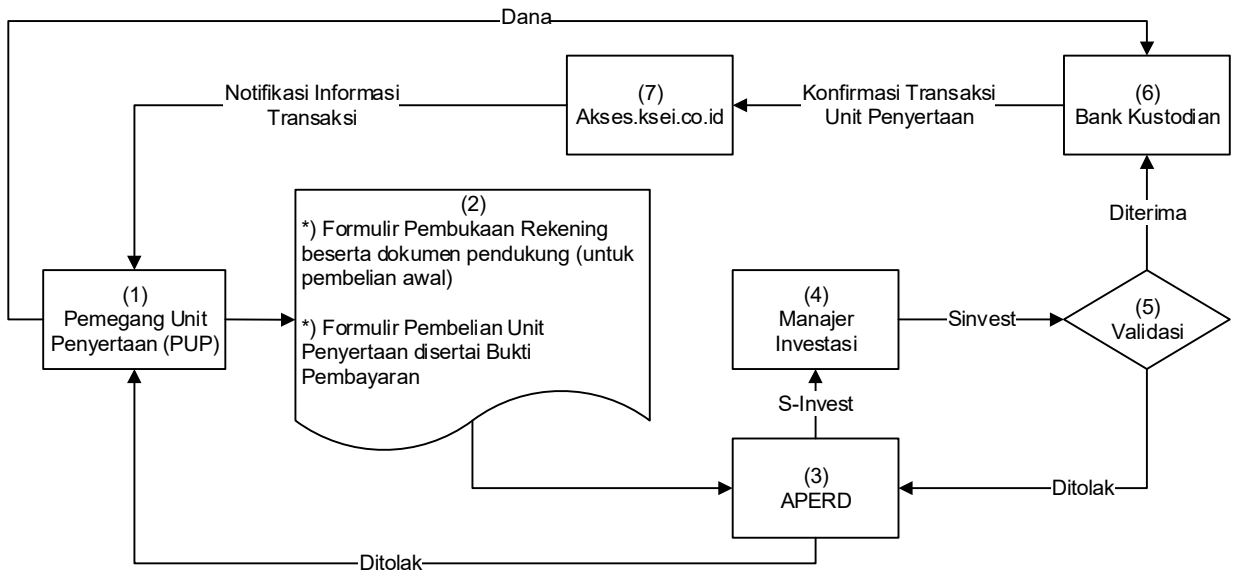 Dana
Notifikasi Informasi
Transaksi
(7)
Akses.ksei.co.id
Konfirmasi Transaksi
Unit Penyertaan
(6)
Bank Kustodian
(2)
*) Formulir Pembukaan Rekening
beserta dokumen pendukung (untuk
pembelian awal)
*) Formulir Pembelian Unit
Penyertaan disertai Bukti
Pembayaran
Diterima
(1)
Pemegang Unit
Penyertaan (PUP)
(4)
Manajer
Investasi
Sinvest
(5)
Validasi
S-Invest
(3)
APERD
Ditolak
Ditolak